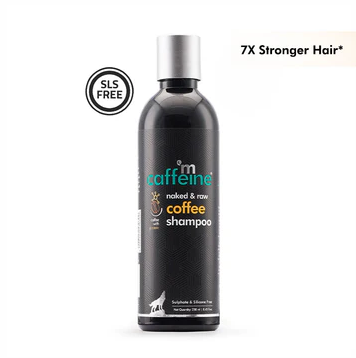 7X Stronger Hair*
SLS
FREE
i'm
caffeine
naked & raw
coffee
shampoo
Sulphate & Silicone Free